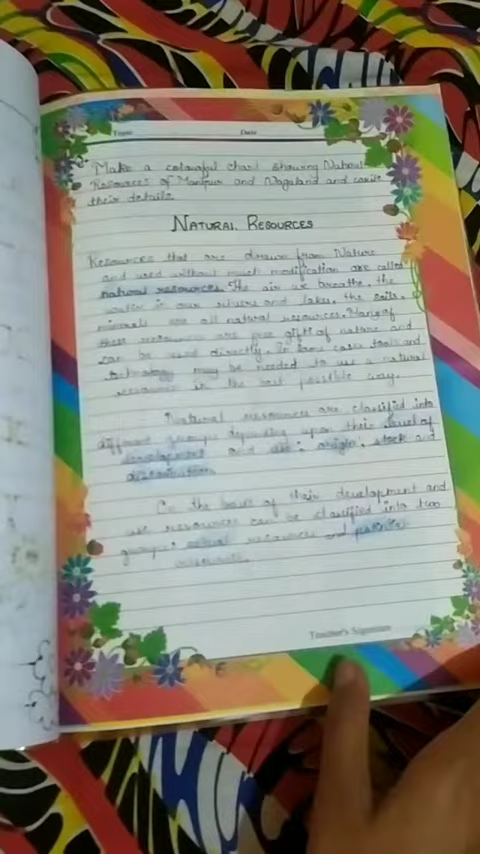 Topic Date
"Make a colourful chart showing Natural
Resources of Manipur and Nagaland and
their details.
NATURAL RESOURCES
Resources that are drawn from Nature
and used without much modification are called
natural resources. The air we breathe, the
water in our rivers and lakes, the soils,
minerals are all natural resources. Many of
these resources are free gift of nature and
can be used directly. In some cases tools and
technology may be needed to use a natural
resource in the best possible way.
Natural resources are classified into
different groups depending upon their level of
development and use; origin; stock and
distribution.
On the basis of their development and
use resources can be classified into two
groups: actual resources and
resources.
Teacher's Signature